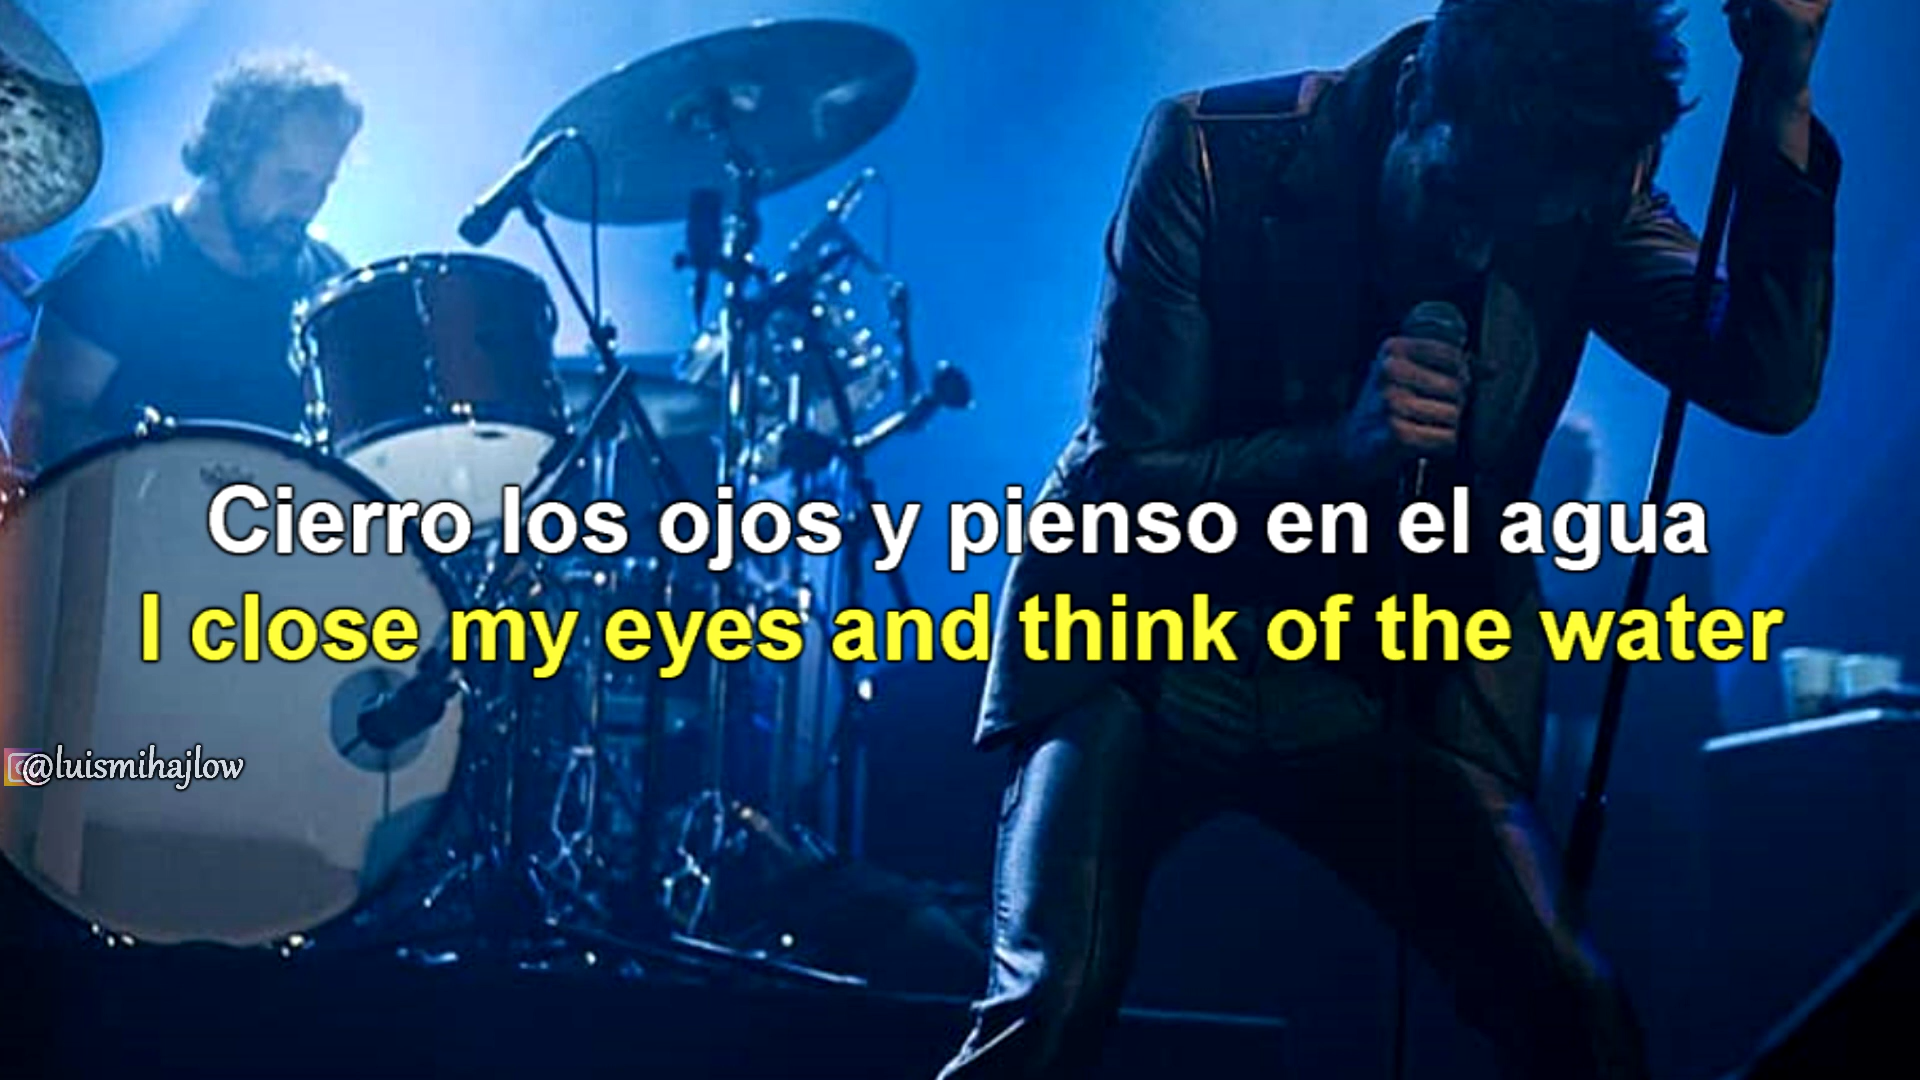 Cierro los ojos y pienso en el agua
I close my eyes and think of the water
@luismihajlow